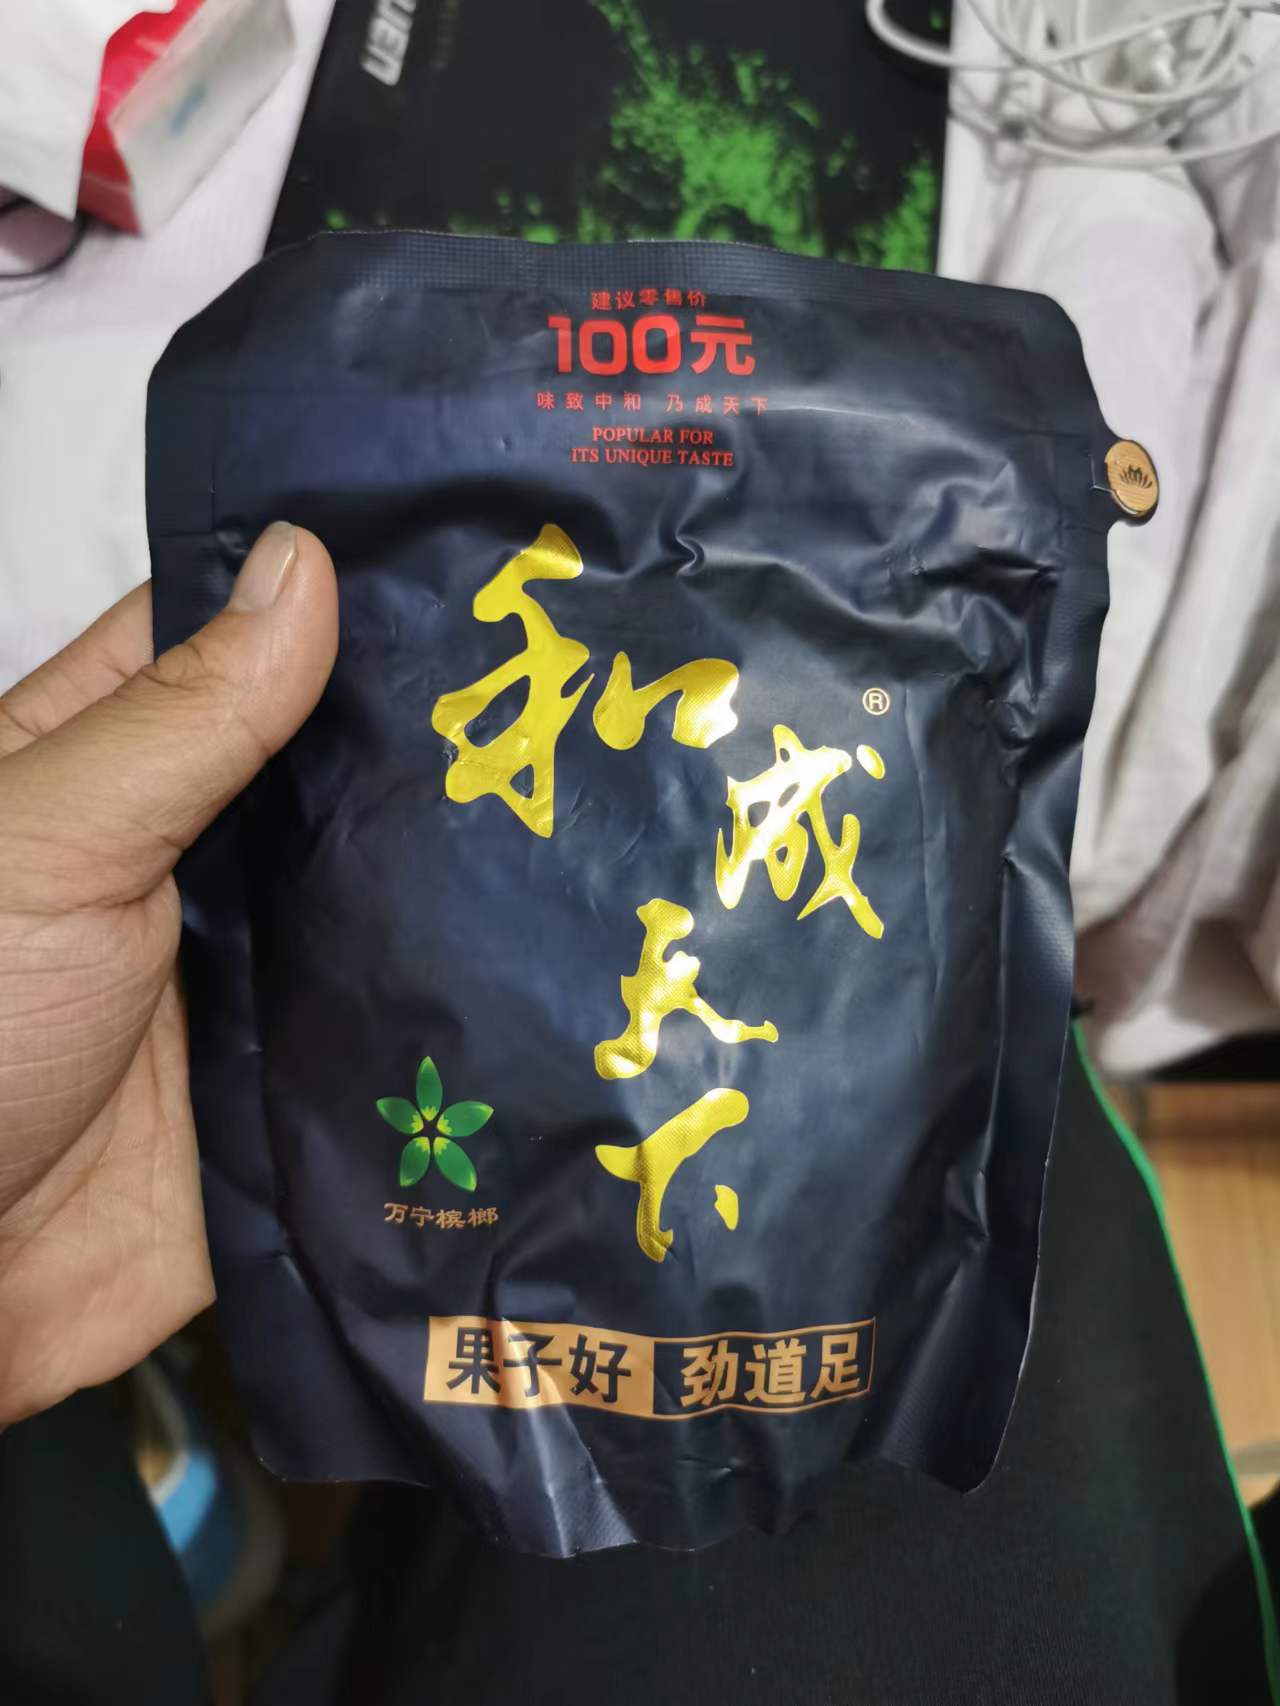 建议零售价
100元
味致中和 乃成天下
POPULAR FOR
ITS UNIQUE TASTE
和成天下
®
万宁槟榔
果子好 劲道足